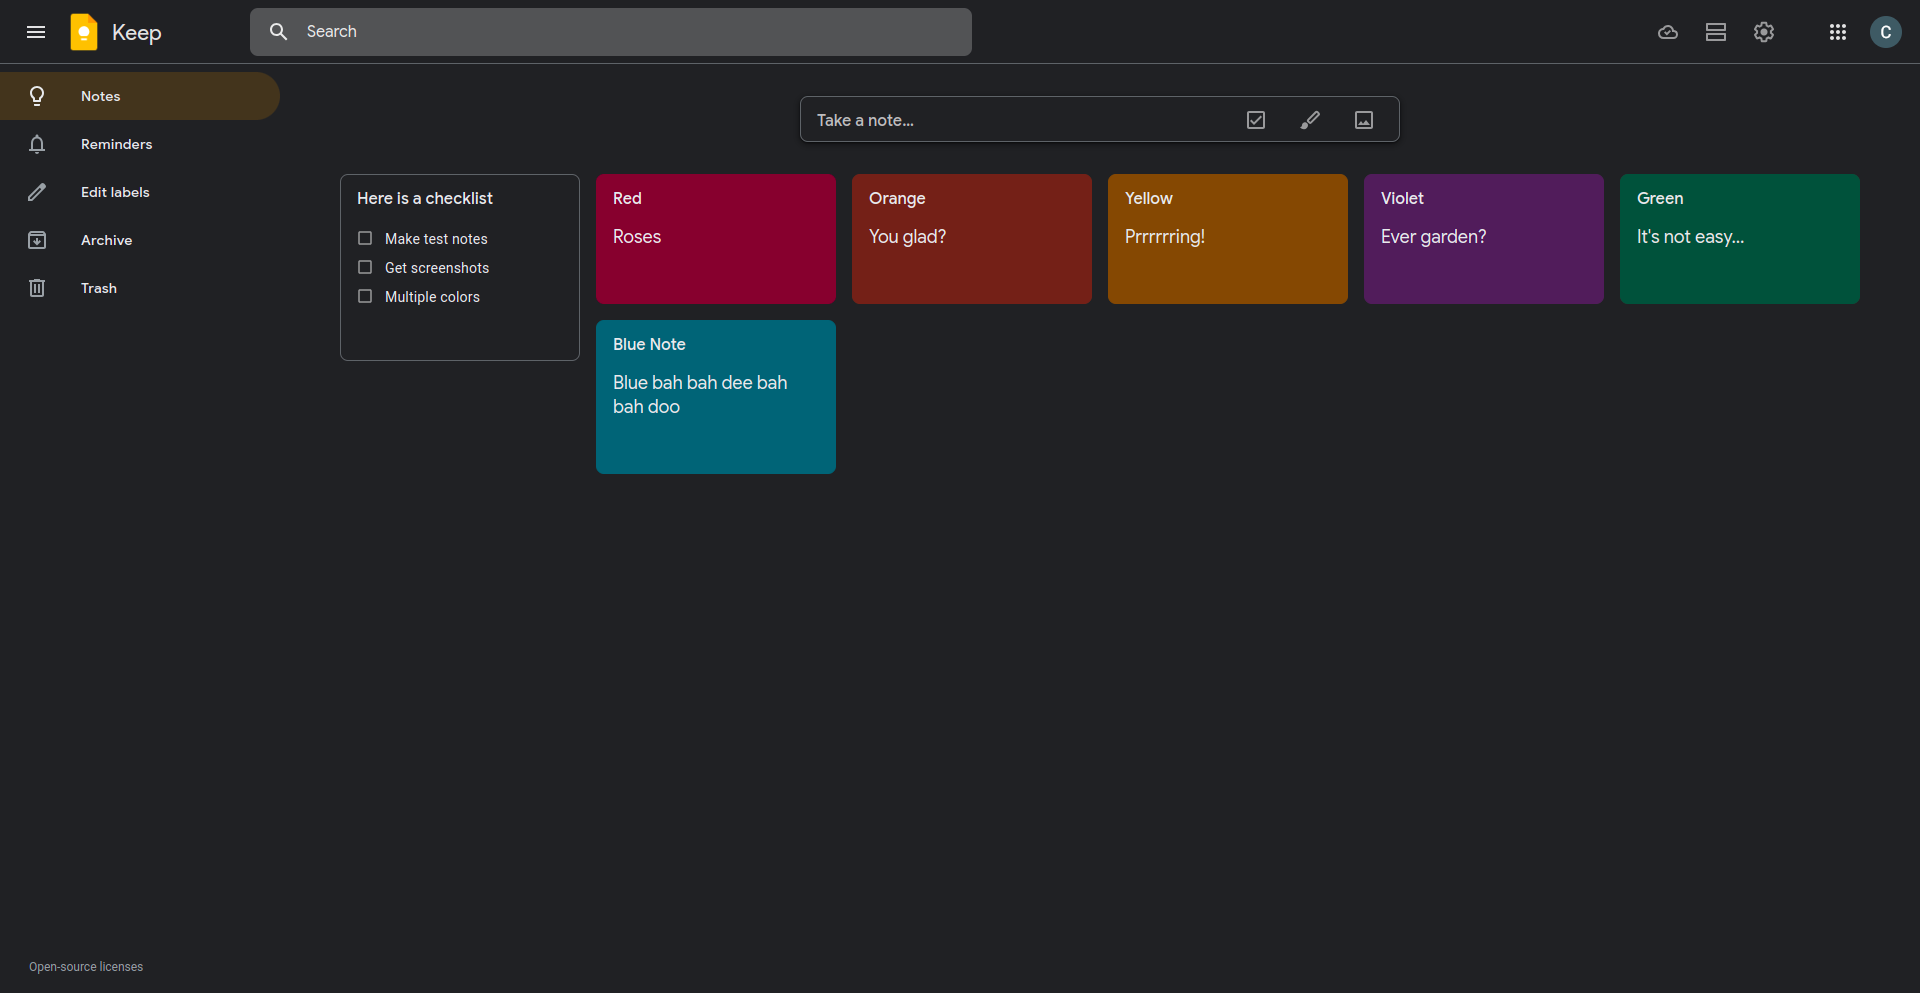 Keep
Search
C
Notes
Reminders
Edit labels
Archive
Trash
Take a note...
Here is a checklist
Make test notes
Get screenshots
Multiple colors
Red
Roses
Orange
You glad?
Yellow
Prrrrrring!
Violet
Ever garden?
Green
It's not easy...
Blue Note
Blue bah bah dee bah
bah doo
Open-source licenses